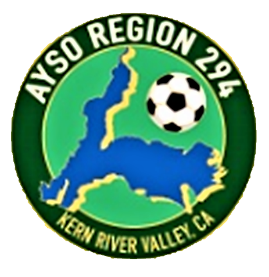 AYSO REGION 294
KERN RIVER VALLEY, CA